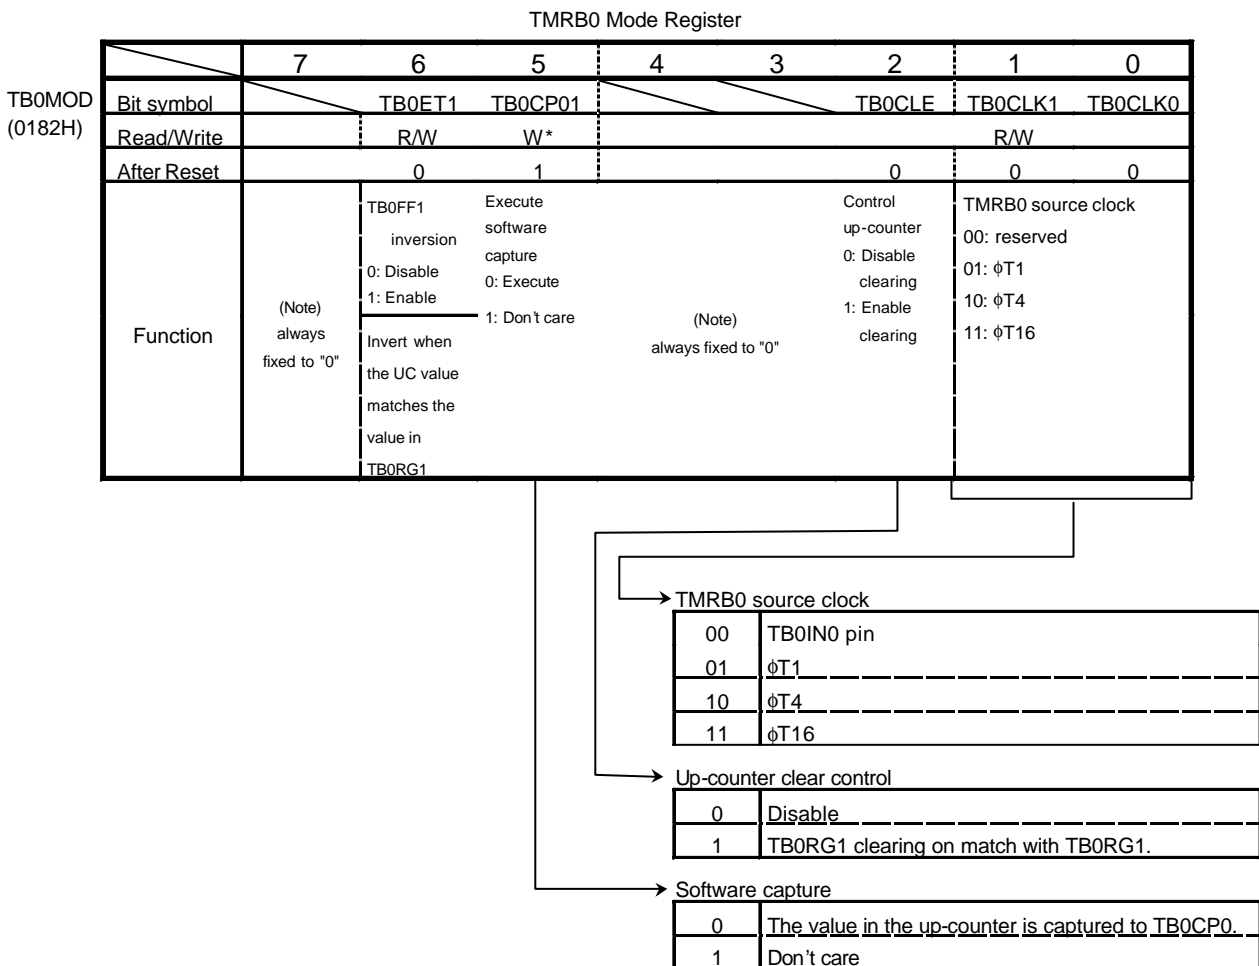 TMRB0 Mode Register
7 6 5 4 3 2 1 0
TB0MOD
(0182H)
Bit symbol TB0ET1 TB0CP01 TB0CLE TB0CLK1 TB0CLK0
Read/Write R/W W* R/W
After Reset 0 1 0 0 0
Function
(Note)
always
fixed to "0"
TB0FF1
inversion
0: Disable
1: Enable
Invert when
the UC value
matches the
value in
TB0RG1
Execute
software
capture
0: Execute
1: Don't care
(Note)
always fixed to "0"
Control
up-counter
0: Disable
clearing
1: Enable
clearing
TMRB0 source clock
00: reserved
01: ϕT1
10: ϕT4
11: ϕT16
TMRB0 source clock
00 TB0IN0 pin
01 ϕT1
10 ϕT4
11 ϕT16
Up-counter clear control
0 Disable
1 TB0RG1 clearing on match with TB0RG1.
Software capture
0 The value in the up-counter is captured to TB0CP0.
1 Don't care